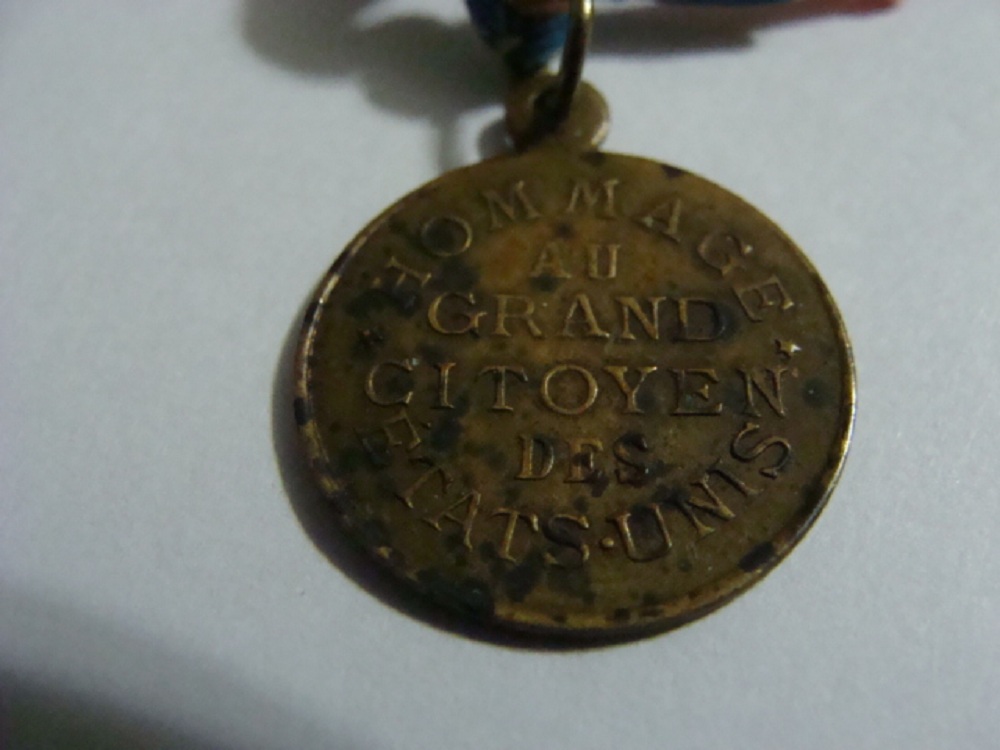 HOMMAGE
AU
GRAND
CITOYEN
DES
ETATS·UNIS